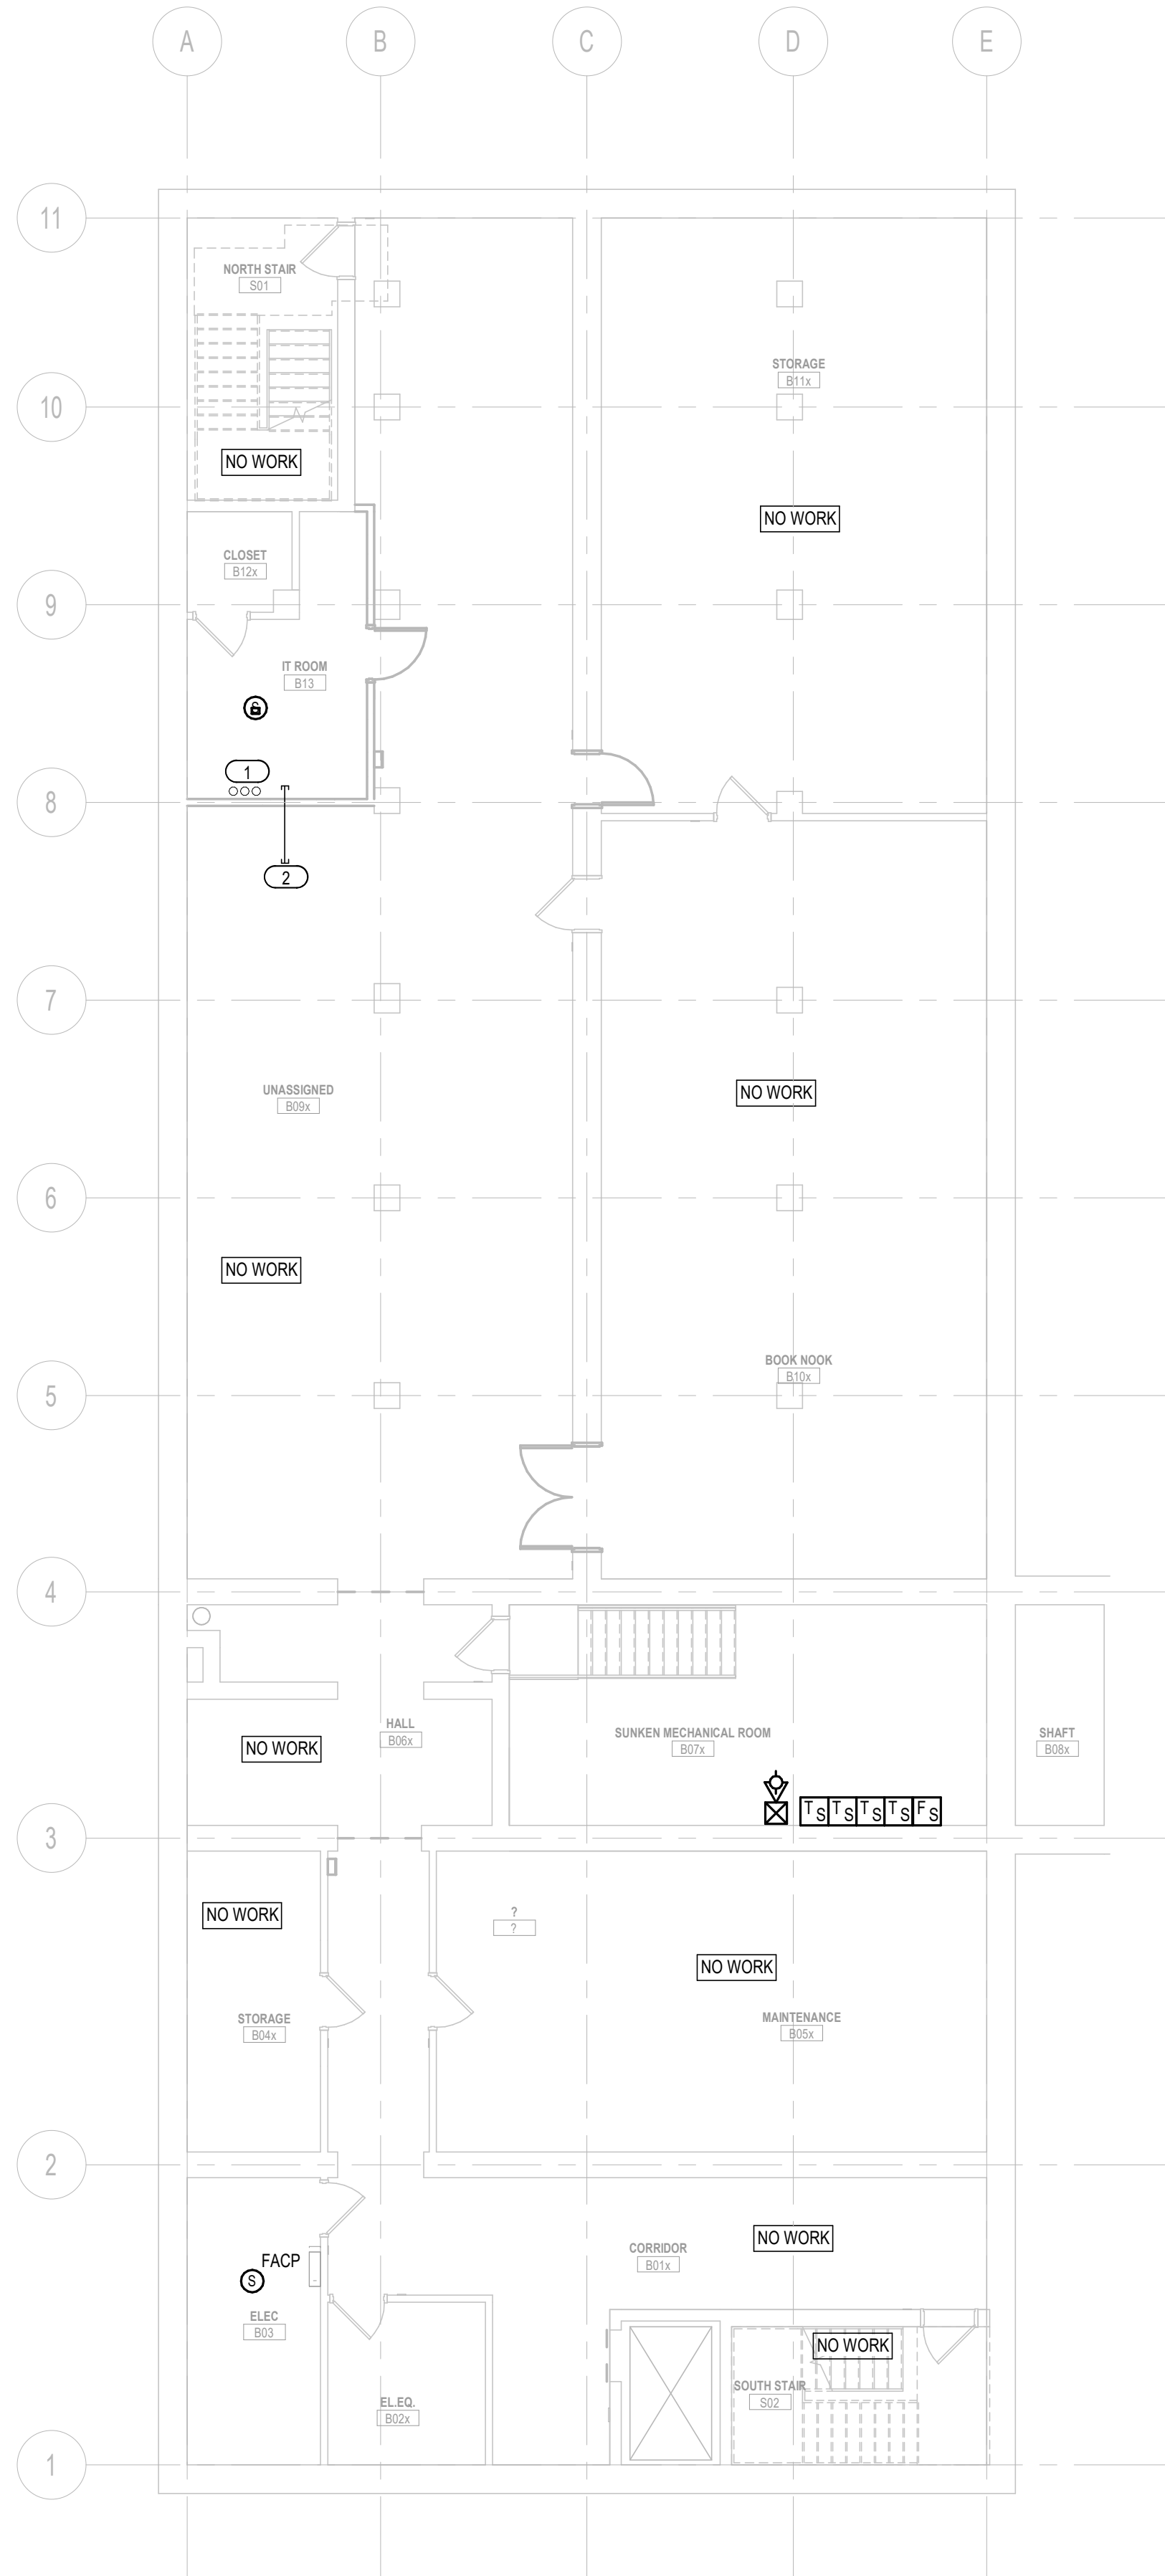 A B C D E
11
NORTH STAIR
S01
STORAGE
B11x
10
NO WORK
NO WORK
CLOSET
B12x
9
IT ROOM
B13
S
1
8
2
7
UNASSIGNED
B09x
NO WORK
6
NO WORK
BOOK NOOK
B10x
5
4
HALL
B06x
SUNKEN MECHANICAL ROOM
B07x
SHAFT
B08x
NO WORK
TS TS TS TS FS
3
NO WORK
?
?
NO WORK
STORAGE
B04x
MAINTENANCE
B05x
2
NO WORK
CORRIDOR
B01x
FACP
S
ELEC
B03
NO WORK
SOUTH STAIR
S02
EL.EQ.
B02x
1